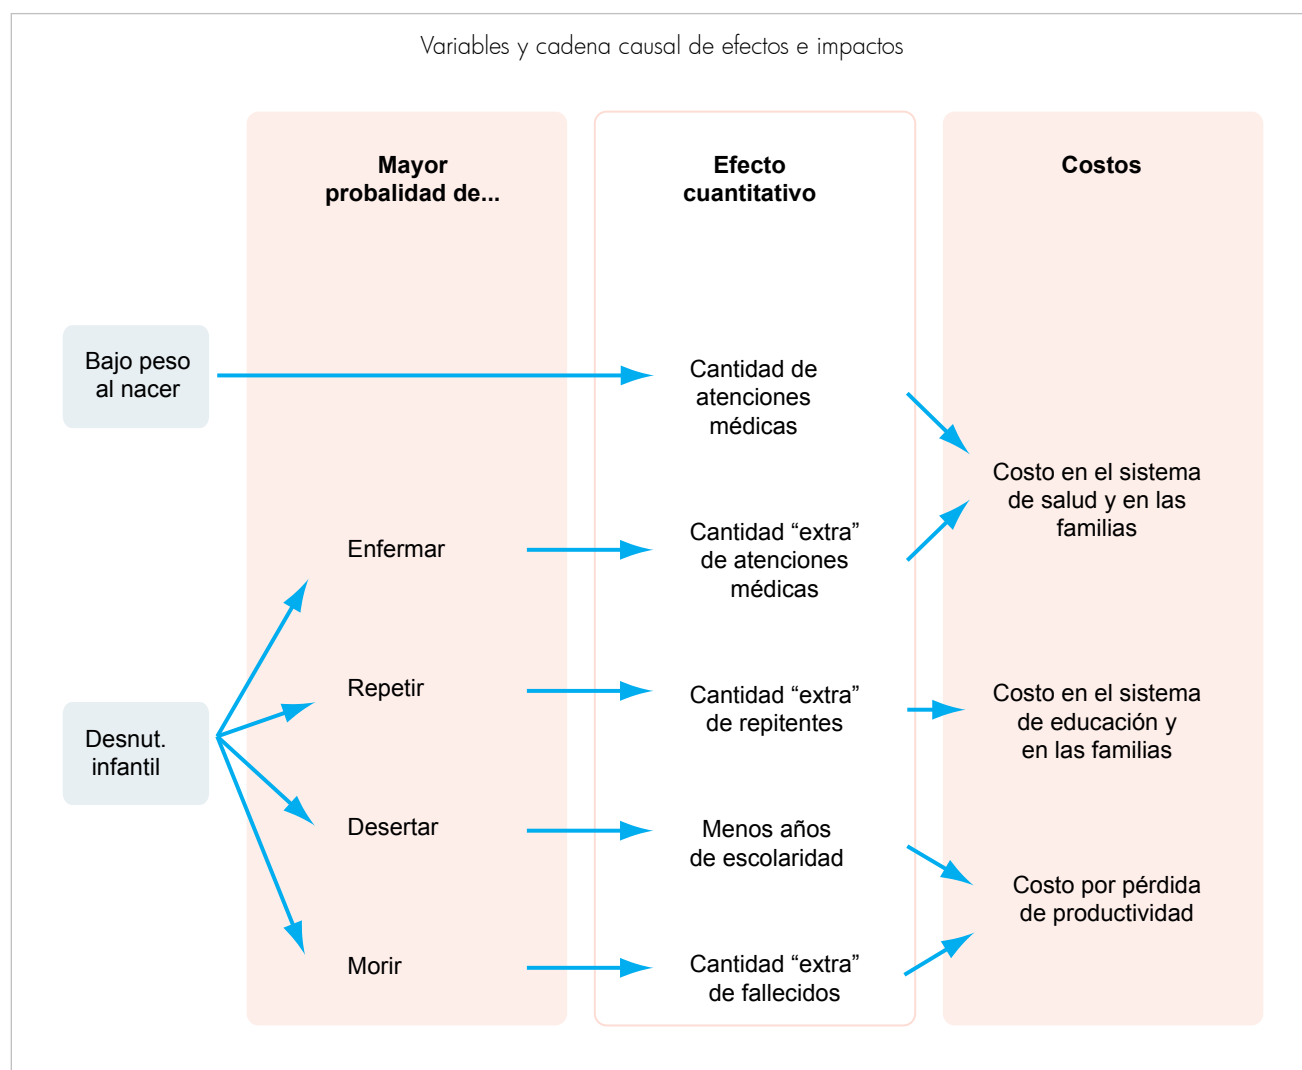 Variables y cadena causal de efectos e impactos
Mayor
probalidad de...
Efecto
cuantitativo
Costos
Bajo peso
al nacer
Cantidad de
atenciones
médicas
Costo en el sistema
de salud y en las
familias
Enfermar
Cantidad “extra”
de atenciones
médicas
Desnut.
infantil
Repetir
Cantidad “extra”
de repitentes
Costo en el sistema
de educación y
en las familias
Desertar
Menos años
de escolaridad
Costo por pérdida
de productividad
Morir
Cantidad “extra”
de fallecidos